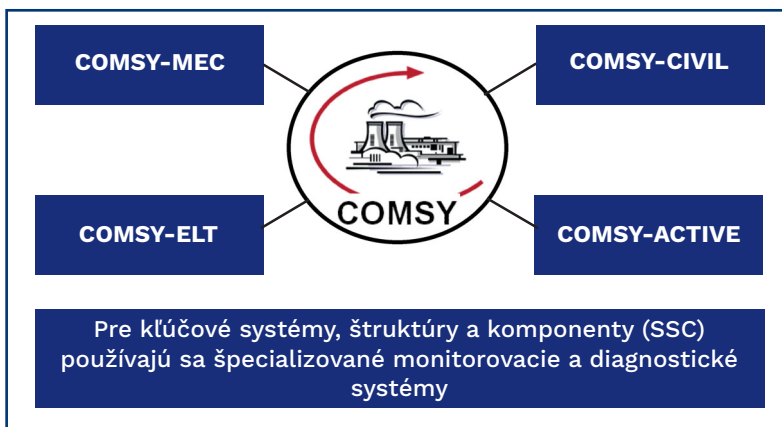 COMSY-MEC
COMSY-CIVIL
COMSY
COMSY-ELT
COMSY-ACTIVE
Pre kľúčové systémy, štruktúry a komponenty (SSC)
používajú sa špecializované monitorovacie a diagnostické
systémy